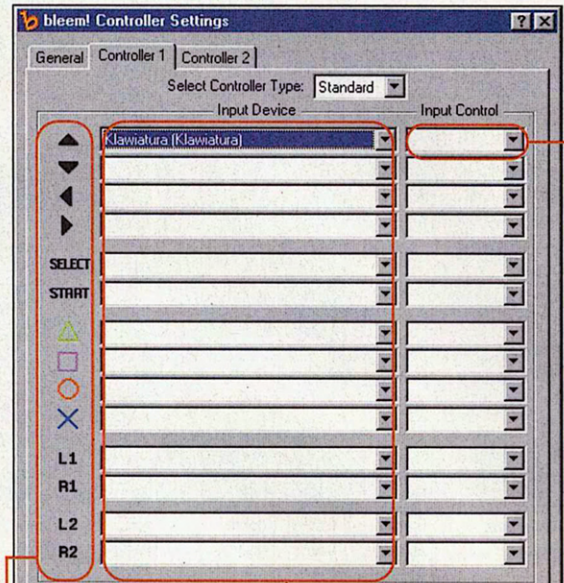 bleem! Controller Settings
General Controller 1 Controller 2
Select Controller Type: Standard
Input Device Input Control
Klawiatura (Klawiatura)
SELECT
START
L1
R1
L2
R2